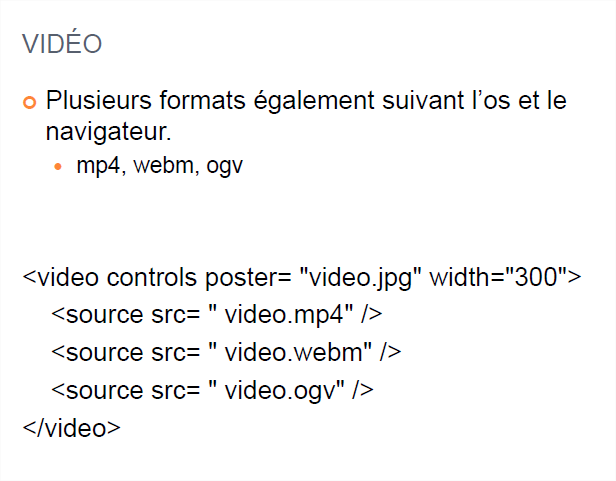 VIDÉO
Plusieurs formats également suivant l’os et le
navigateur.
mp4, webm, ogv
<video controls poster= "video.jpg" width="300">
<source src= " video.mp4" />
<source src= " video.webm" />
<source src= " video.ogv" />
</video>